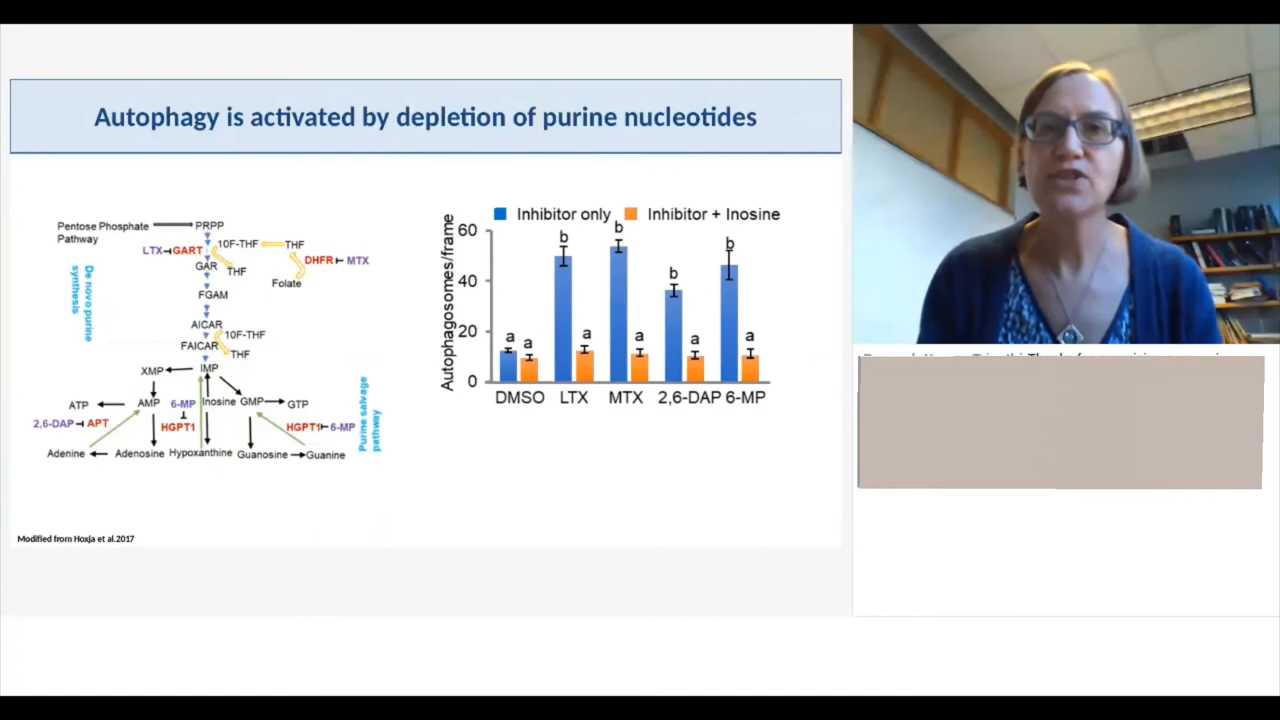 Autophagy is activated by depletion of purine nucleotides
Pentose Phosphate
Pathway
PRPP
LTX
GART
10F-THF
THF
GAR
THF
DHFR
MTX
Folate
De novo purine
synthesis
FGAM
AICAR
10F-THF
FAICAR
THF
XMP
IMP
ATP
AMP
6-MP
Inosine
GMP
GTP
2,6-DAP
APT
HGPT1
HGPT1
6-MP
Adenine
Adenosine
Hypoxanthine
Guanosine
Guanine
Purine salvage
pathway
Modified from Hoxja et al.2017
Inhibitor only
Inhibitor + Inosine
Autophagosomes/frame
60
40
20
0
a
a
b
a
b
a
b
a
b
a
DMSO
LTX
MTX
2,6-DAP
6-MP